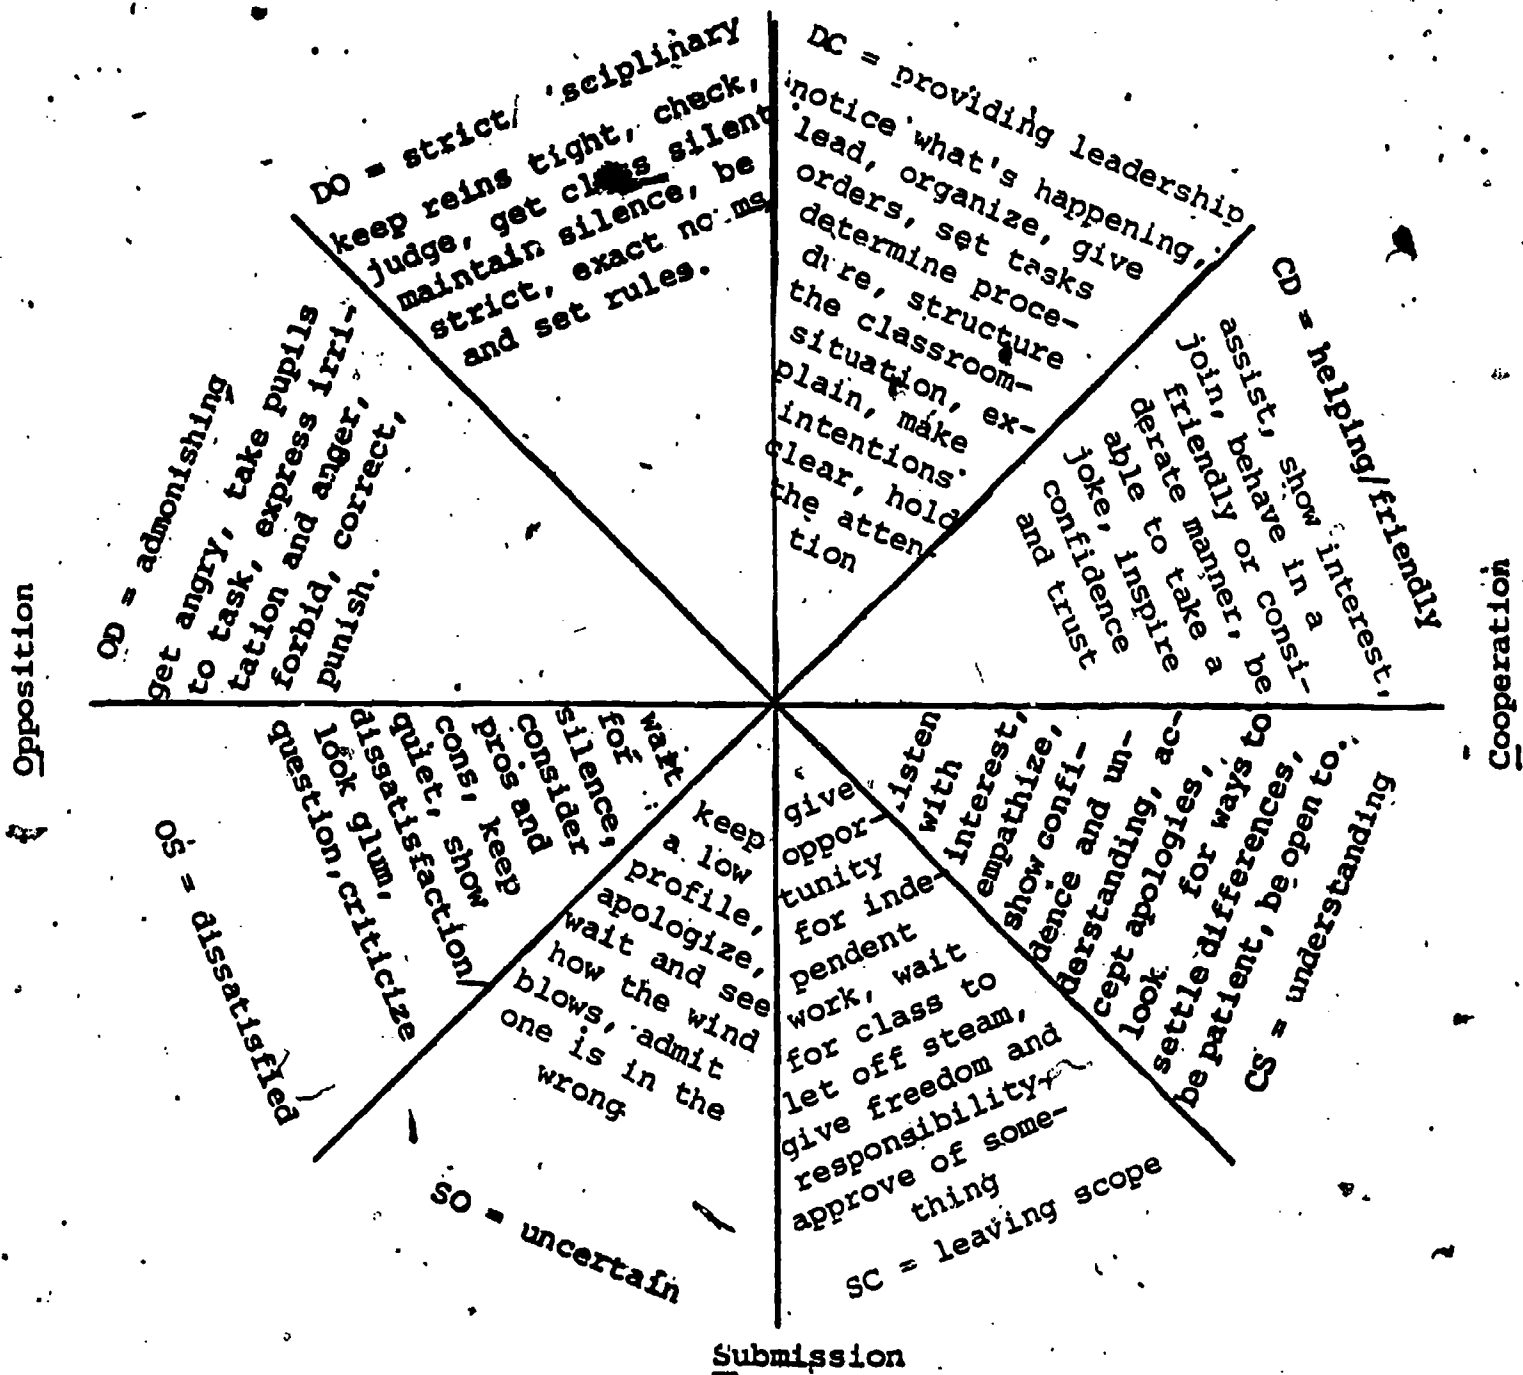 DO = strict/
keep reins tight, check,
judge, get silent
maintain silence, be
strict, exact
and set rules.
DC = providing leadership
notice what's happening,
lead, organize, give
orders, set tasks
determine proce-
dure, structure
the classroom-
situation, ex-
plain, make
intentions
clear, hold
the atten
tion
CD = helping/friendly
assist, show interest,
join, behave in a
friendly or consi-
derate manner, be
able to take a
joke, inspire
confidence
and trust
Cooperation
listen
with
interest,
empathize,
show confi-
dence and un-
derstanding, ac-
cept apologies,
look for ways to
settle differences,
be patient, be open to.
CS = understanding
give
oppor-
tunity
for inde-
pendent
work, wait
for class to
let off steam,
give freedom and
responsibility
approve of some-
thing
SC = leaving scope
Submission
keep
a low
profile,
apologize,
wait and see
how the wind
blows, admit
one is in the
wrong
SO = uncertain
wait
for
silence,
consider
pros and
cons, keep
quiet, show
dissatisfaction/
look glum,
question, criticize
OS = dissatisfied
Opposition
OD = admonishing
get angry, take pupils
to task, express irri-
tation and anger,
forbid, correct,
punish.